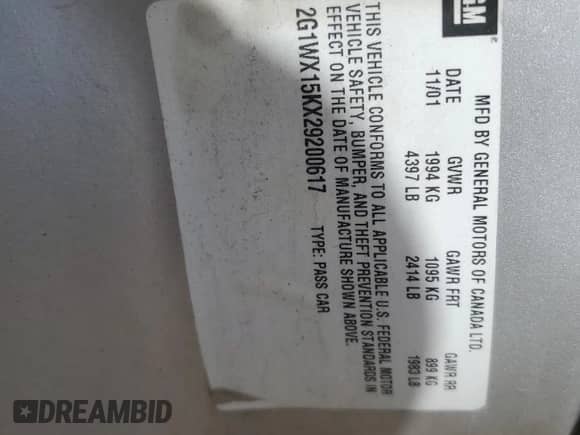 GM®
MFD BY GENERAL MOTORS OF CANADA LTD.
DATE GVWR GAWR FRT GAWR RR
11/01 1994 KG 1095 KG 899 KG
4397 LB 2414 LB 1983 LB
THIS VEHICLE CONFORMS TO ALL APPLICABLE U.S. FEDERAL MOTOR
VEHICLE SAFETY, BUMPER, AND THEFT PREVENTION STANDARDS IN
EFFECT ON THE DATE OF MANUFACTURE SHOWN ABOVE.
2G1WX15KX29200617 TYPE: PASS CAR
DREAMBID